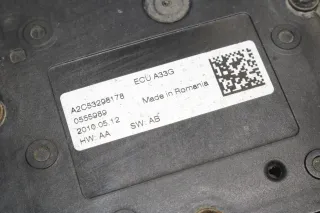 ECU A33G
A2C53298178
Made in Romania
0555989
2010.05.12
HW: AA SW: AB